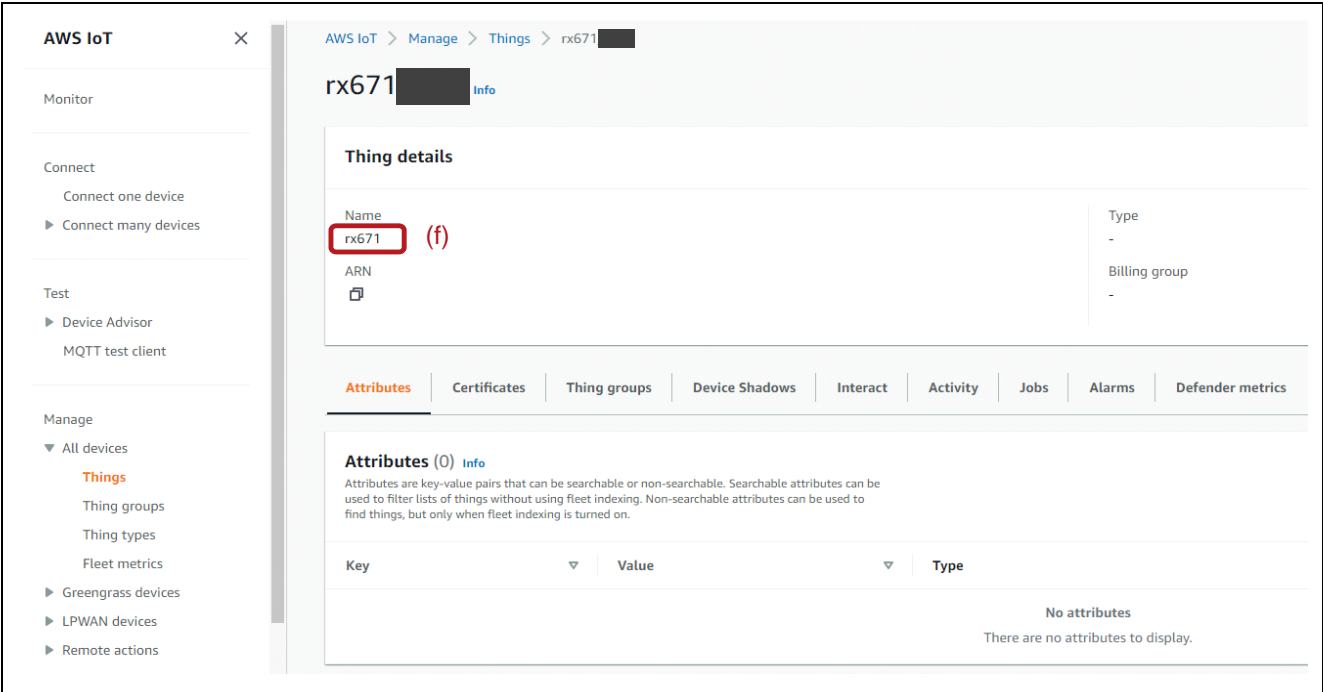 AWS IoT
Monitor
Connect
Connect one device
Connect many devices
Test
Device Advisor
MQTT test client
Manage
All devices
Things
Thing groups
Thing types
Fleet metrics
Greengrass devices
LPWAN devices
Remote actions
AWS IoT > Manage > Things > rx671
rx671 Info
Thing details
Name
rx671 (f)
ARN
Type
-
Billing group
-
Attributes Certificates Thing groups Device Shadows Interact Activity Jobs Alarms Defender metrics
Attributes (0) Info
Attributes are key-value pairs that can be searchable or non-searchable. Searchable attributes can be
used to filter lists of things without using fleet indexing. Non-searchable attributes can be used to
find things, but only when fleet indexing is turned on.
Key Value Type
No attributes
There are no attributes to display.